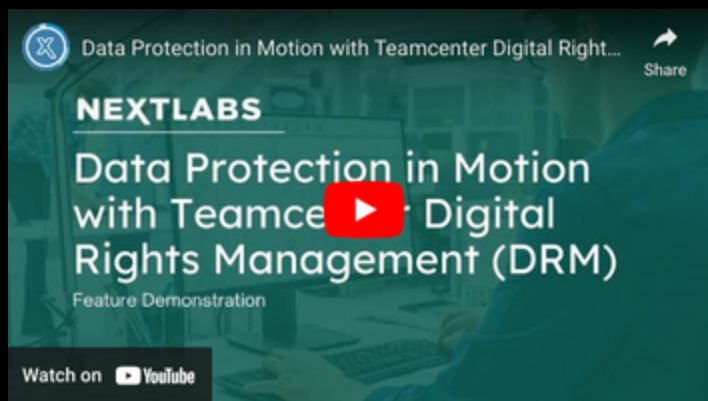 Data Protection in Motion with Teamcenter Digital Right...
Share
NEXTLABS
Data Protection in Motion
with Teamcenter Digital
Rights Management (DRM)
Feature Demonstration
Watch on YouTube